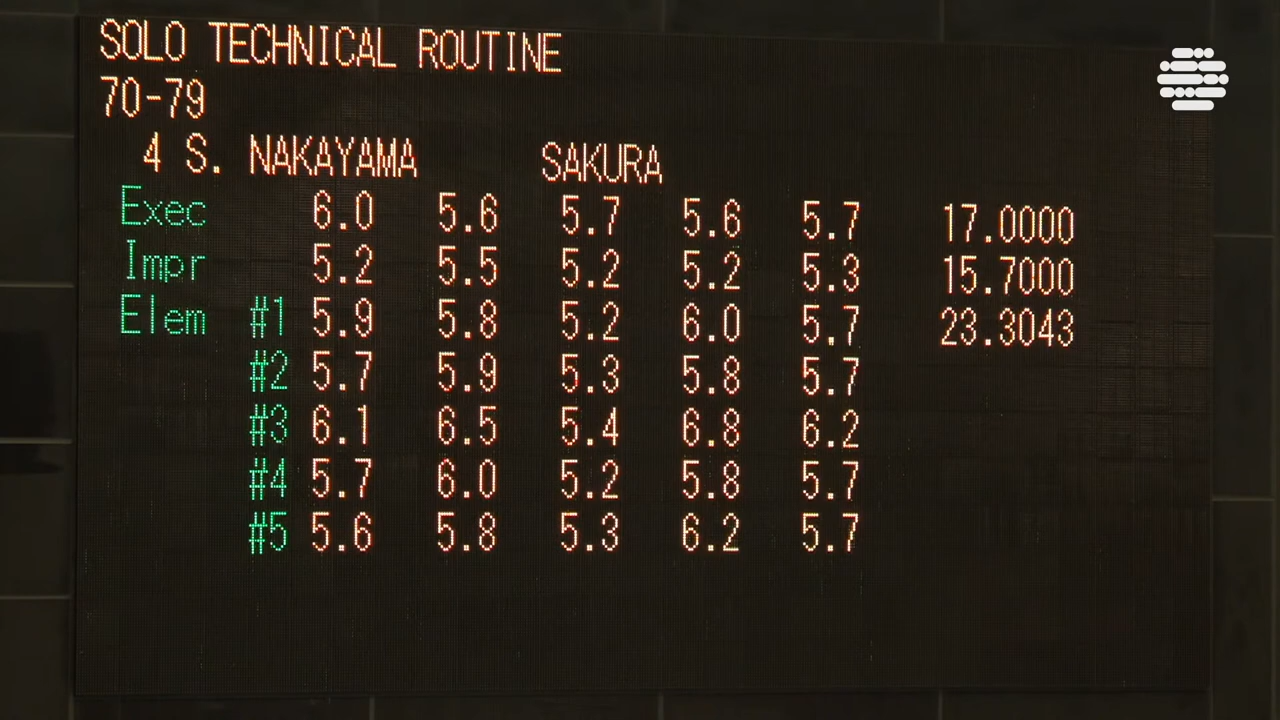 SOLO TECHNICAL ROUTINE
70-79
4 S. NAKAYAMA SAKURA
Exec 6.0 5.6 5.7 5.6 5.7 17.0000
Impr 5.2 5.5 5.2 5.2 5.3 15.7000
Elem #1 5.9 5.8 5.2 6.0 5.7 23.3043
#2 5.7 5.9 5.3 5.8 5.7
#3 6.1 6.5 5.4 6.8 6.2
#4 5.7 6.0 5.2 5.8 5.7
#5 5.6 5.8 5.3 6.2 5.7